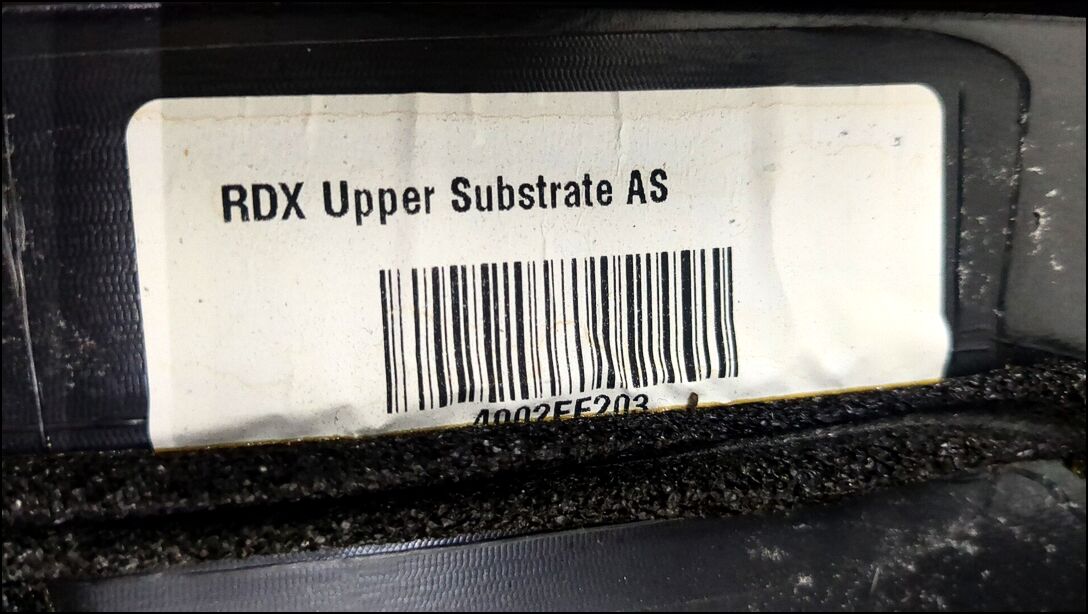 RDX Upper Substrate AS